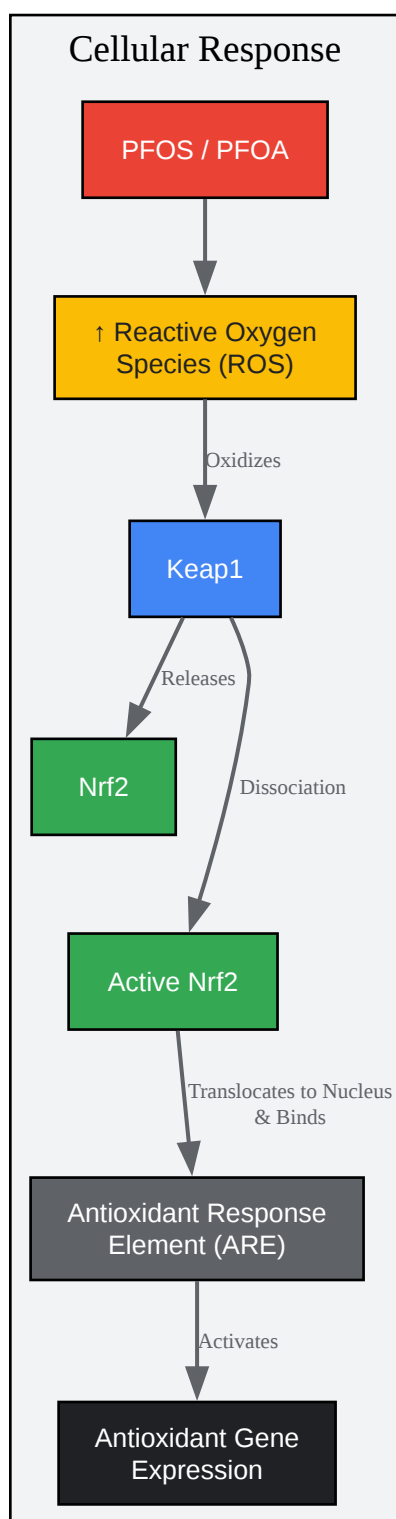 Cellular Response
PFOS / PFOA
↑ Reactive Oxygen
Species (ROS)
Oxidizes
Keap1
Releases
Nrf2
Dissociation
Active Nrf2
Translocates to Nucleus
& Binds
Antioxidant Response
Element (ARE)
Activates
Antioxidant Gene
Expression